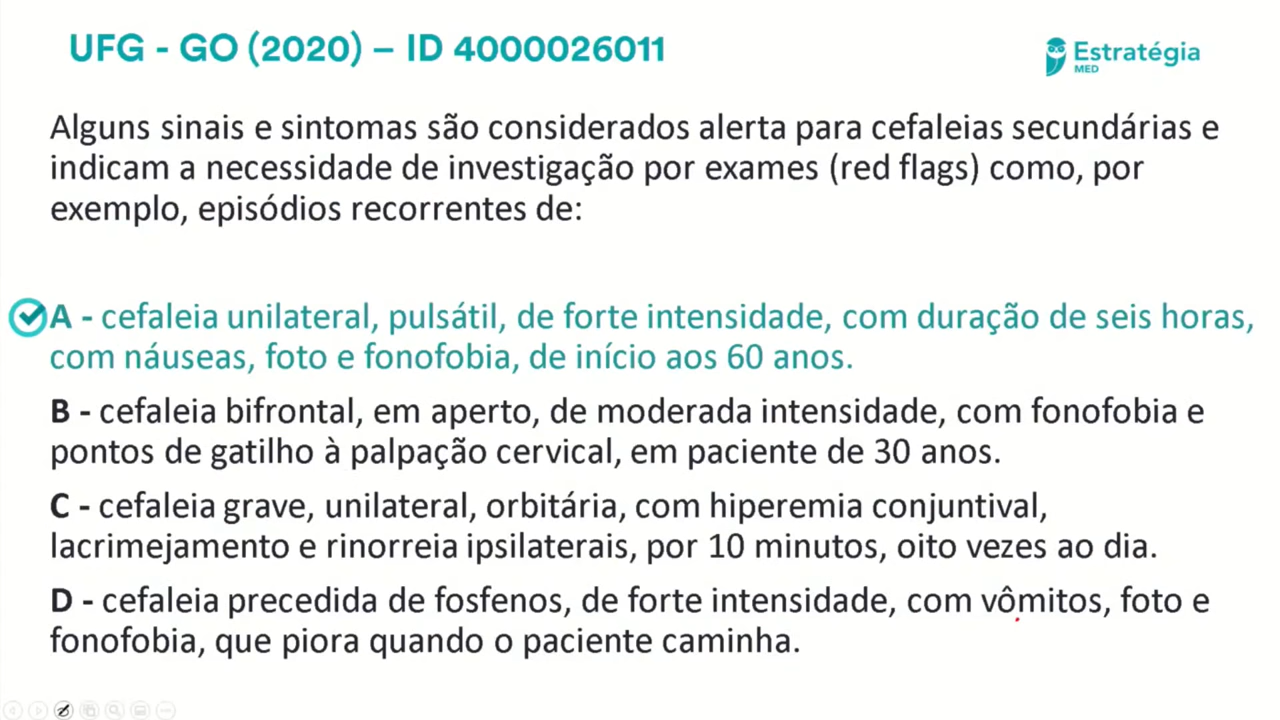 UFG - GO (2020) – ID 4000026011
Estratégia
MED
Alguns sinais e sintomas são considerados alerta para cefaleias secundárias e
indicam a necessidade de investigação por exames (red flags) como, por
exemplo, episódios recorrentes de:
A - cefaleia unilateral, pulsátil, de forte intensidade, com duração de seis horas,
com náuseas, foto e fonofobia, de início aos 60 anos.
B - cefaleia bifrontal, em aperto, de moderada intensidade, com fonofobia e
pontos de gatilho à palpação cervical, em paciente de 30 anos.
C - cefaleia grave, unilateral, orbitária, com hiperemia conjuntival,
lacrimejamento e rinorreia ipsilaterais, por 10 minutos, oito vezes ao dia.
D - cefaleia precedida de fosfenos, de forte intensidade, com vômitos, foto e
fonofobia, que piora quando o paciente caminha.